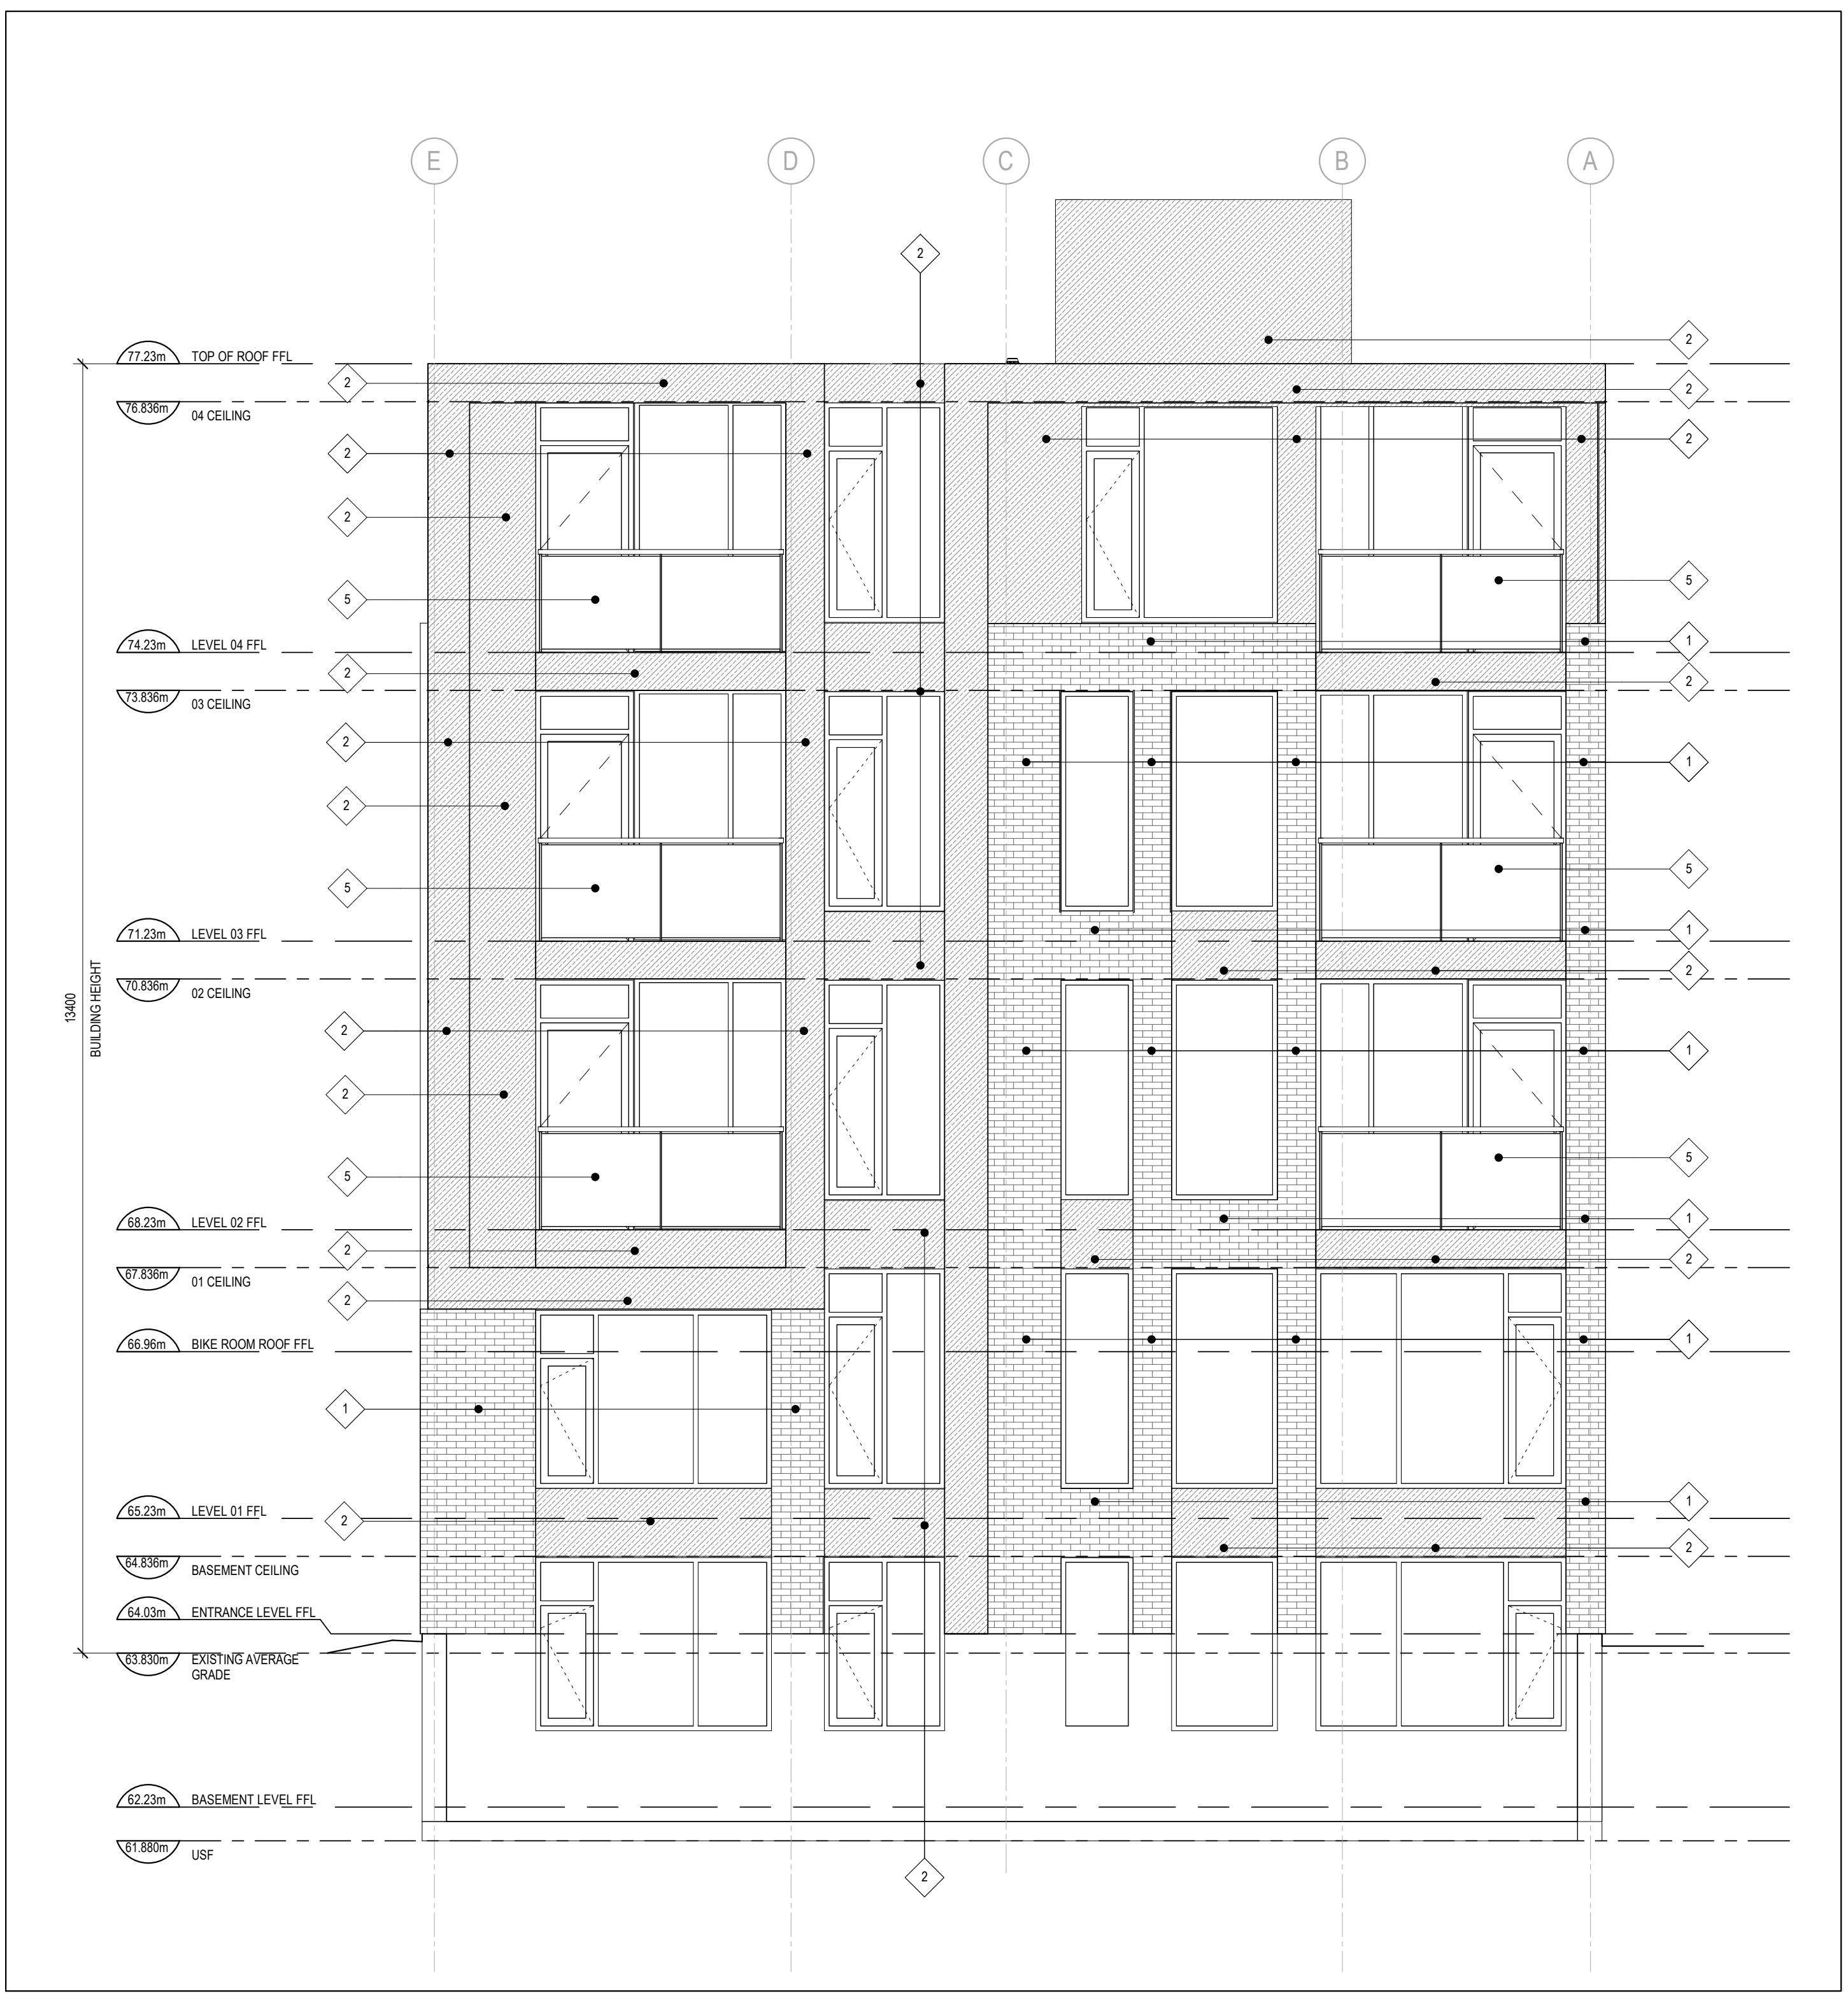 E D C B A
2
2
77.23m TOP OF ROOF FFL
2
2
76.836m 04 CEILING
2
2
2
5
5
1
74.23m LEVEL 04 FFL
2
2
73.836m 03 CEILING
2
1
2
5
5
71.23m LEVEL 03 FFL
1
2
70.836m 02 CEILING
13400
BUILDING HEIGHT
2
1
2
5
5
68.23m LEVEL 02 FFL
1
2
2
67.836m 01 CEILING
2
66.96m BIKE ROOM ROOF FFL
1
1
65.23m LEVEL 01 FFL
1
2
2
64.836m BASEMENT CEILING
64.03m ENTRANCE LEVEL FFL
63.830m EXISTING AVERAGE
GRADE
62.23m BASEMENT LEVEL FFL
61.880m USF
2